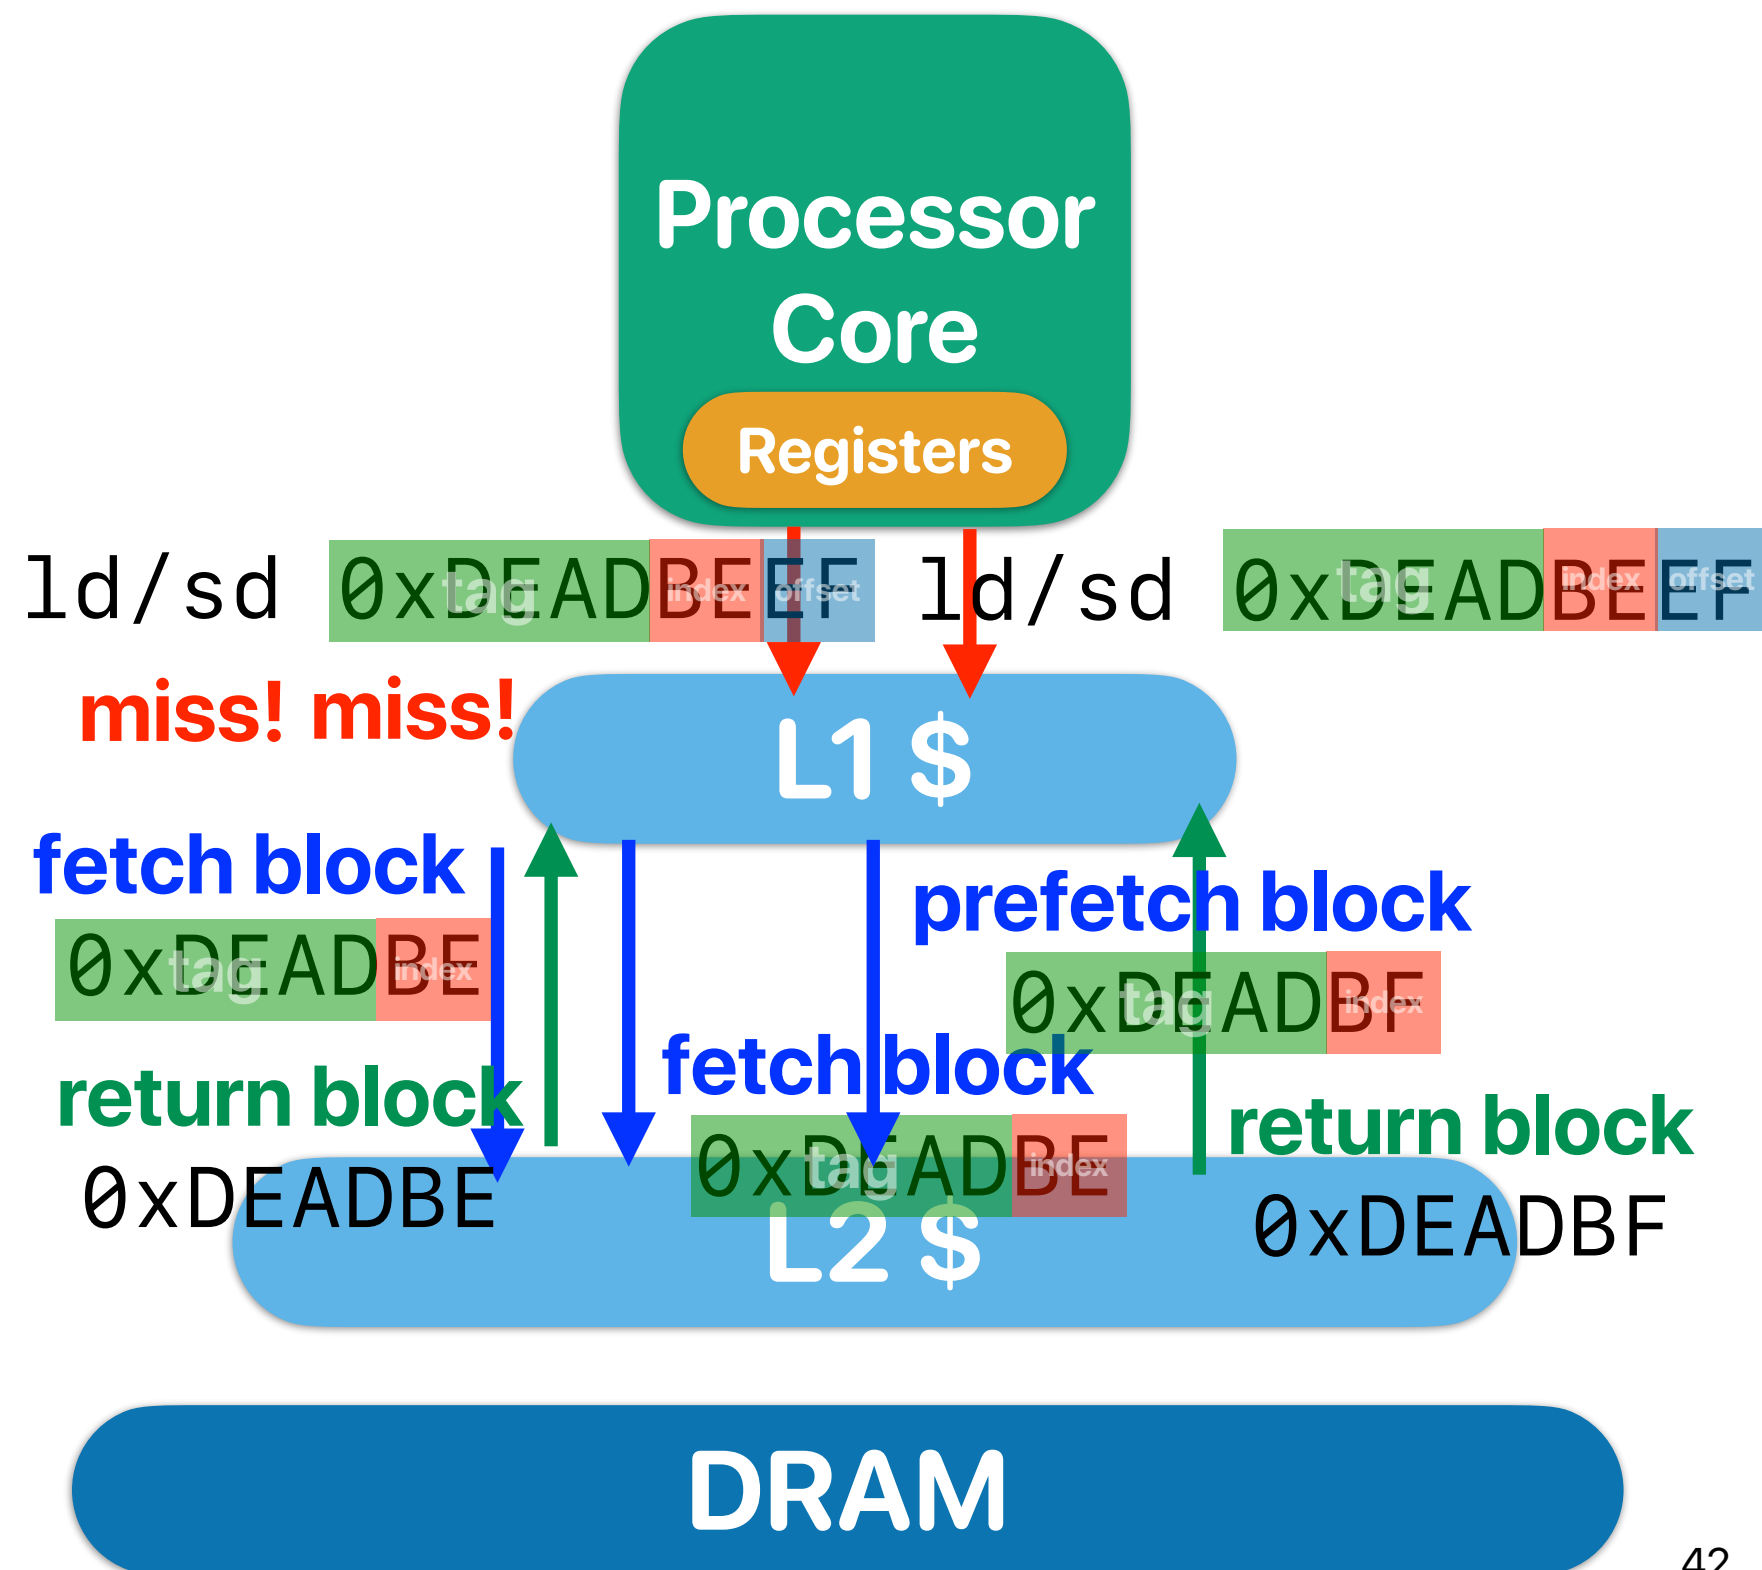 Processor
Core
Registers
ld/sd 0xDEADBEEF
tag index offset
ld/sd 0xDEADBEEF
tag index offset
miss! miss!
L1 $
fetch block
0xDEADBE
tag index
prefetch block
0xDEADBF
tag index
fetch block
0xDEADBE
tag index
return block
0xDEADBE
return block
0xDEADBF
L2 $
DRAM
42